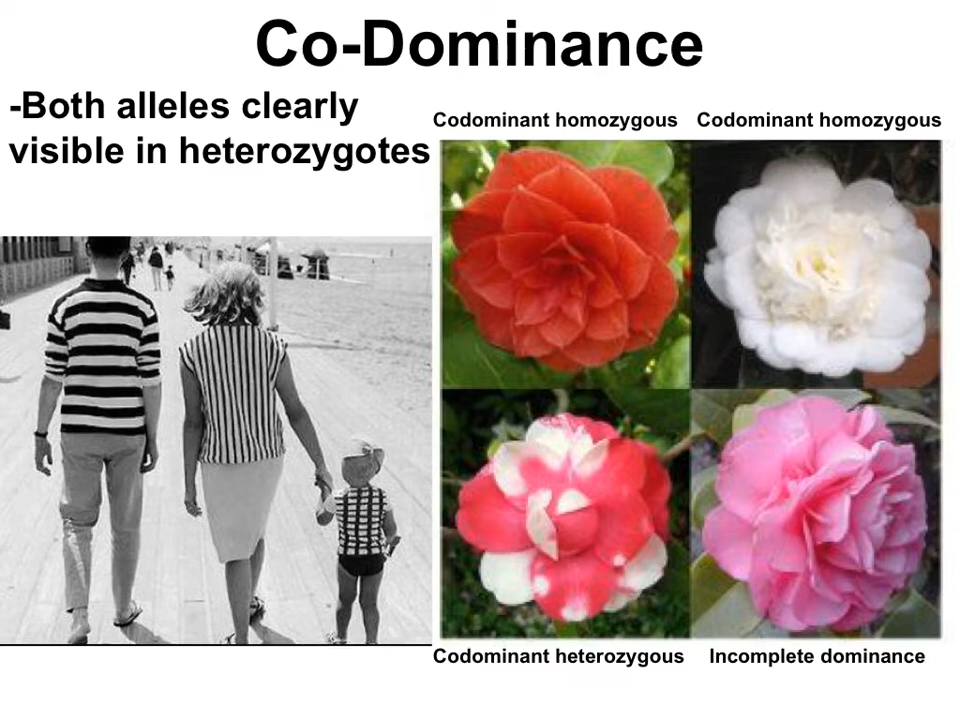 Co-Dominance
-Both alleles clearly
visible in heterozygotes
Codominant homozygous
Codominant homozygous
Codominant heterozygous
Incomplete dominance